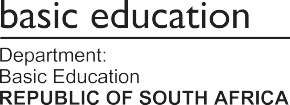 basic education
Department:
Basic Education
REPUBLIC OF SOUTH AFRICA